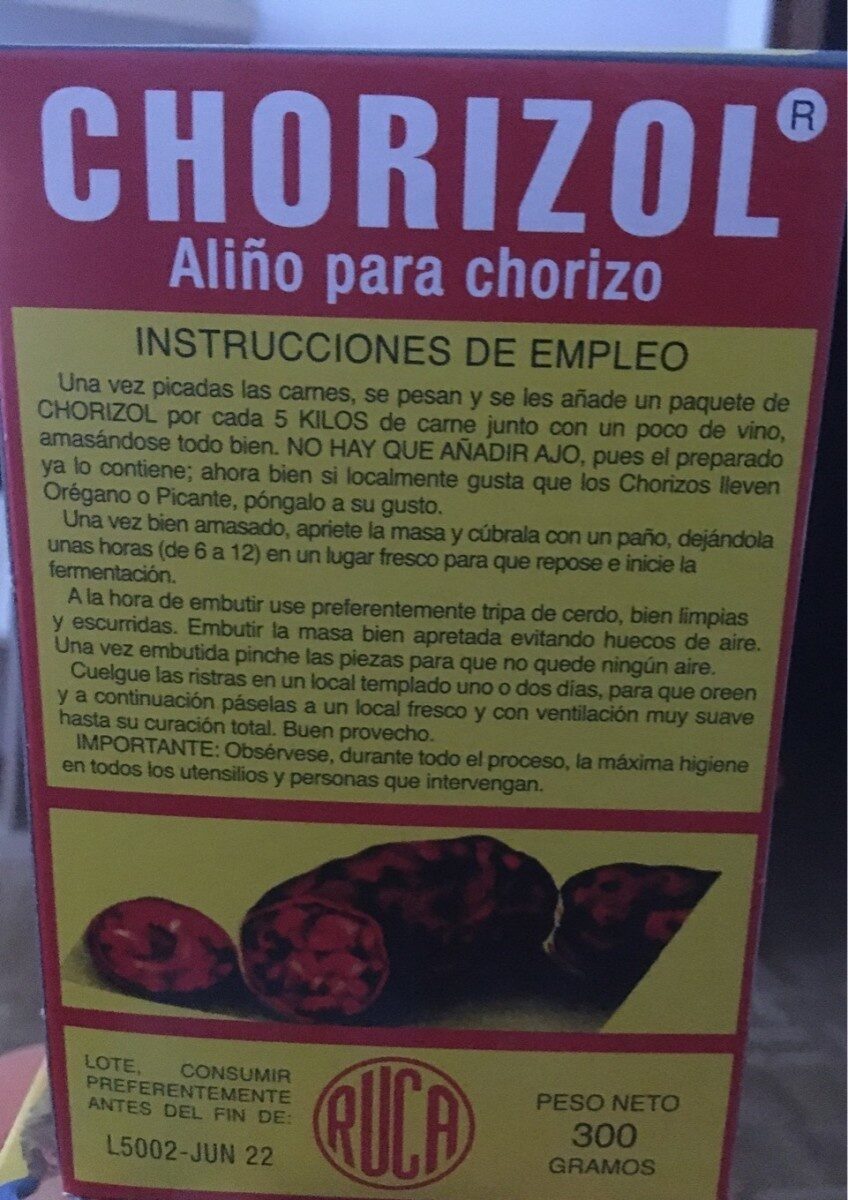 CHORIZOL®
Aliño para chorizo
INSTRUCCIONES DE EMPLEO
Una vez picadas las carnes, se pesan y se les añade un paquete de
CHORIZOL por cada 5 KILOS de carne junto con un poco de vino,
amasándose todo bien. NO HAY QUE AÑADIR AJO, pues el preparado
ya lo contiene; ahora bien si localmente gusta que los Chorizos lleven
Orégano o Picante, póngalo a su gusto.
Una vez bien amasado, apriete la masa y cúbrala con un paño, dejándola
unas horas (de 6 a 12) en un lugar fresco para que repose e inicie la
fermentación.
A la hora de embutir use preferentemente tripa de cerdo, bien limpias
y escurridas. Embutir la masa bien apretada evitando huecos de aire.
Una vez embutida pinche las piezas para que no quede ningún aire.
Cuelgue las ristras en un local templado uno o dos días, para que oreen
y a continuación páselas a un local fresco y con ventilación muy suave
hasta su curación total. Buen provecho.
IMPORTANTE: Obsérvese, durante todo el proceso, la máxima higiene
en todos los utensilios y personas que intervengan.
LOTE, CONSUMIR
PREFERENTEMENTE
ANTES DEL FIN DE:
L5002-JUN 22
RUCA
PESO NETO
300
GRAMOS